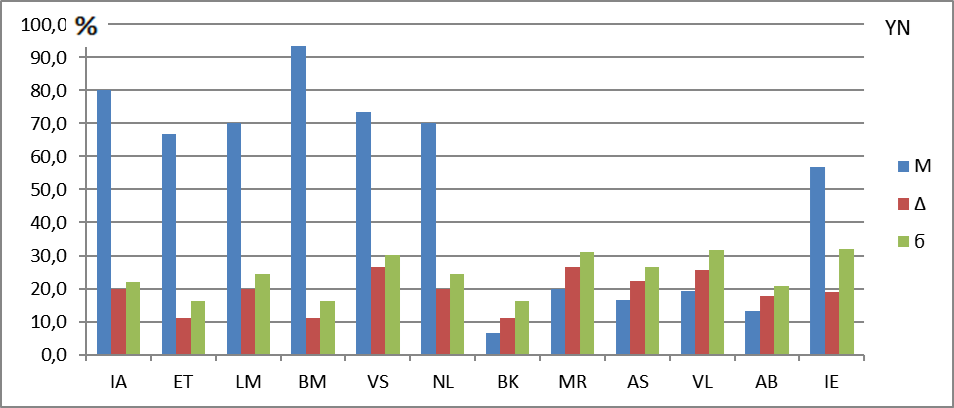 100,0 % YN
90,0
80,0
70,0
60,0
50,0
40,0
30,0
20,0
10,0
0,0
IA ET LM BM VS NL BK MR AS VL AB IE
М
Δ
б